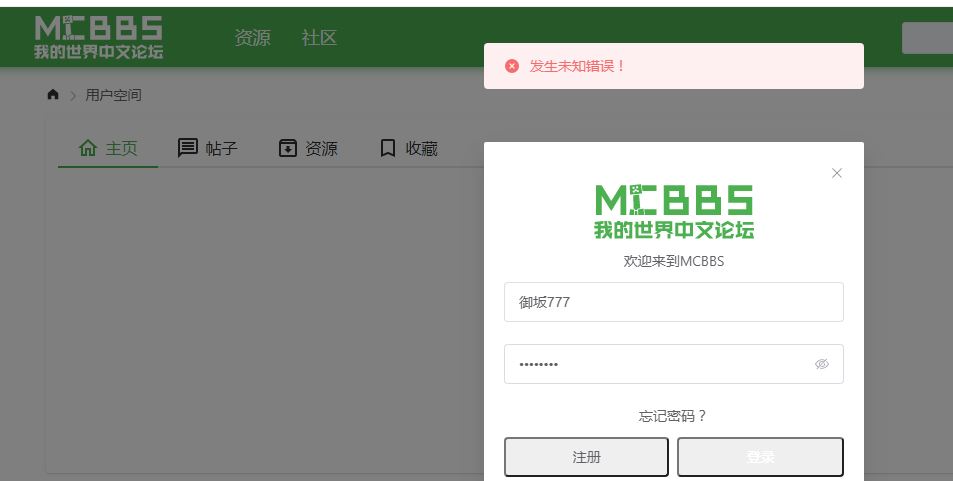 MCBBS
我的世界中文论坛
资源 社区
发生未知错误！
用户空间
主页 帖子 资源 收藏
MCBBS
我的世界中文论坛
欢迎来到MCBBS
御坂777
••••••••
忘记密码？
注册 登录